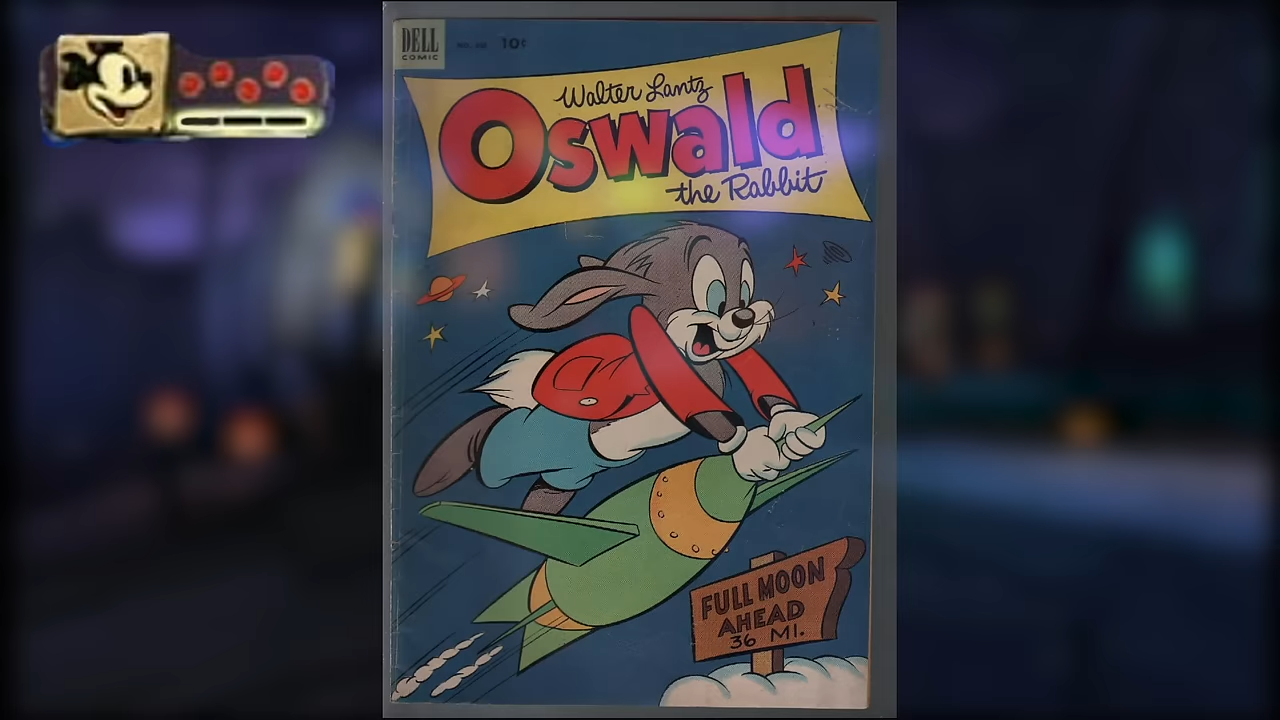 DELL
COMIC
10¢
Walter Lantz
Oswald
the Rabbit
FULL MOON
AHEAD
36 MI.